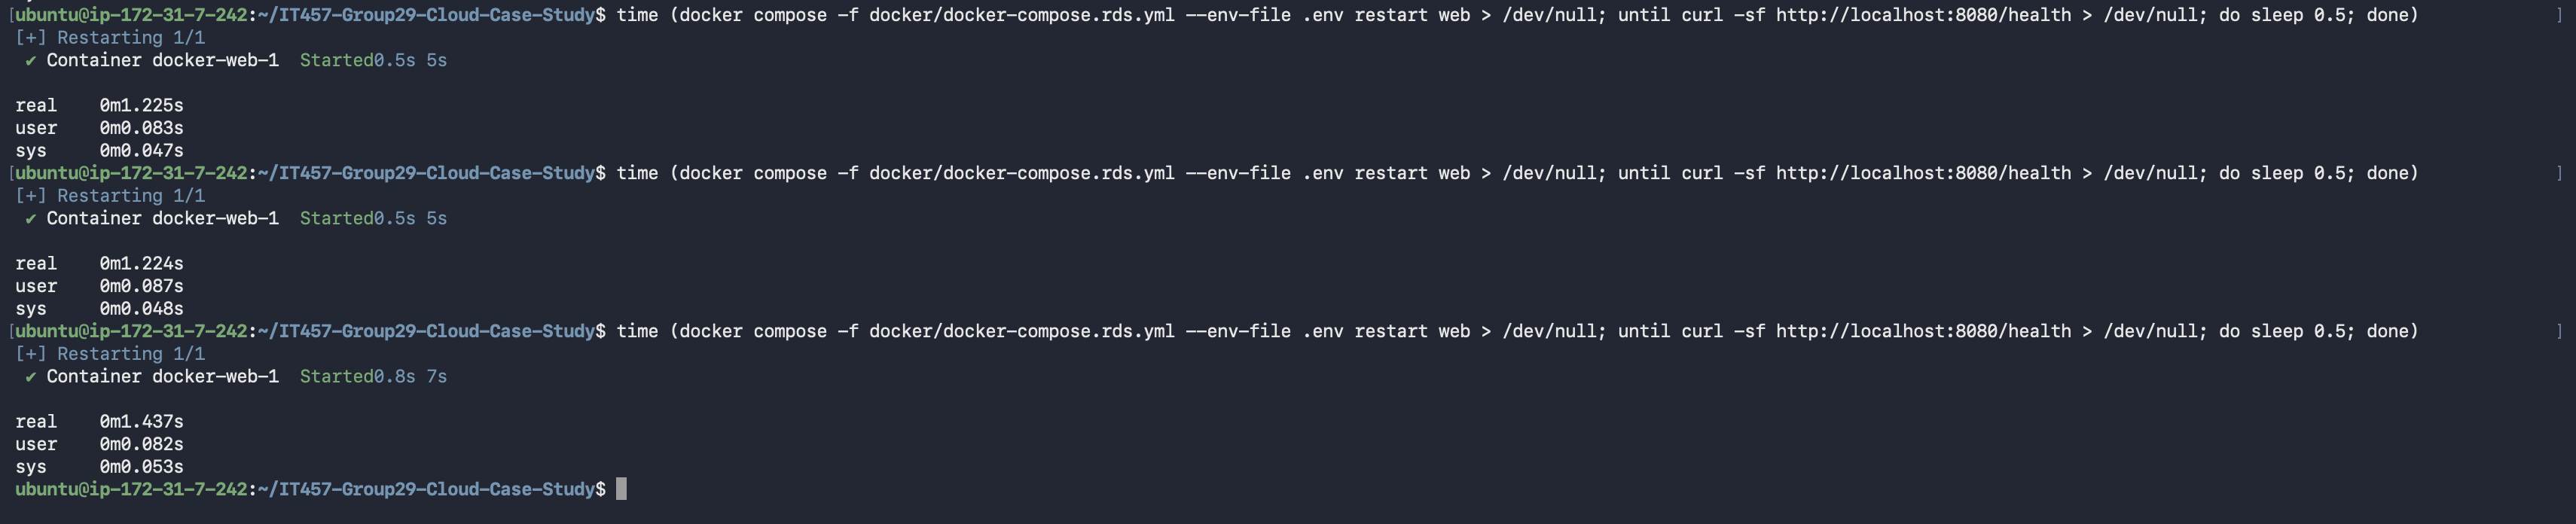 [ubuntu@ip-172-31-7-242:~/IT457-Group29-Cloud-Case-Study$ time (docker compose -f docker/docker-compose.rds.yml --env-file .env restart web > /dev/null; until curl -sf http://localhost:8080/health > /dev/null; do sleep 0.5; done) ]
[+] Restarting 1/1
✔ Container docker-web-1  Started0.5s 5s
real    0m1.225s
user    0m0.083s
sys     0m0.047s
[ubuntu@ip-172-31-7-242:~/IT457-Group29-Cloud-Case-Study$ time (docker compose -f docker/docker-compose.rds.yml --env-file .env restart web > /dev/null; until curl -sf http://localhost:8080/health > /dev/null; do sleep 0.5; done) ]
[+] Restarting 1/1
✔ Container docker-web-1  Started0.5s 5s
real    0m1.224s
user    0m0.087s
sys     0m0.048s
[ubuntu@ip-172-31-7-242:~/IT457-Group29-Cloud-Case-Study$ time (docker compose -f docker/docker-compose.rds.yml --env-file .env restart web > /dev/null; until curl -sf http://localhost:8080/health > /dev/null; do sleep 0.5; done) ]
[+] Restarting 1/1
✔ Container docker-web-1  Started0.8s 7s
real    0m1.437s
user    0m0.082s
sys     0m0.053s
ubuntu@ip-172-31-7-242:~/IT457-Group29-Cloud-Case-Study$